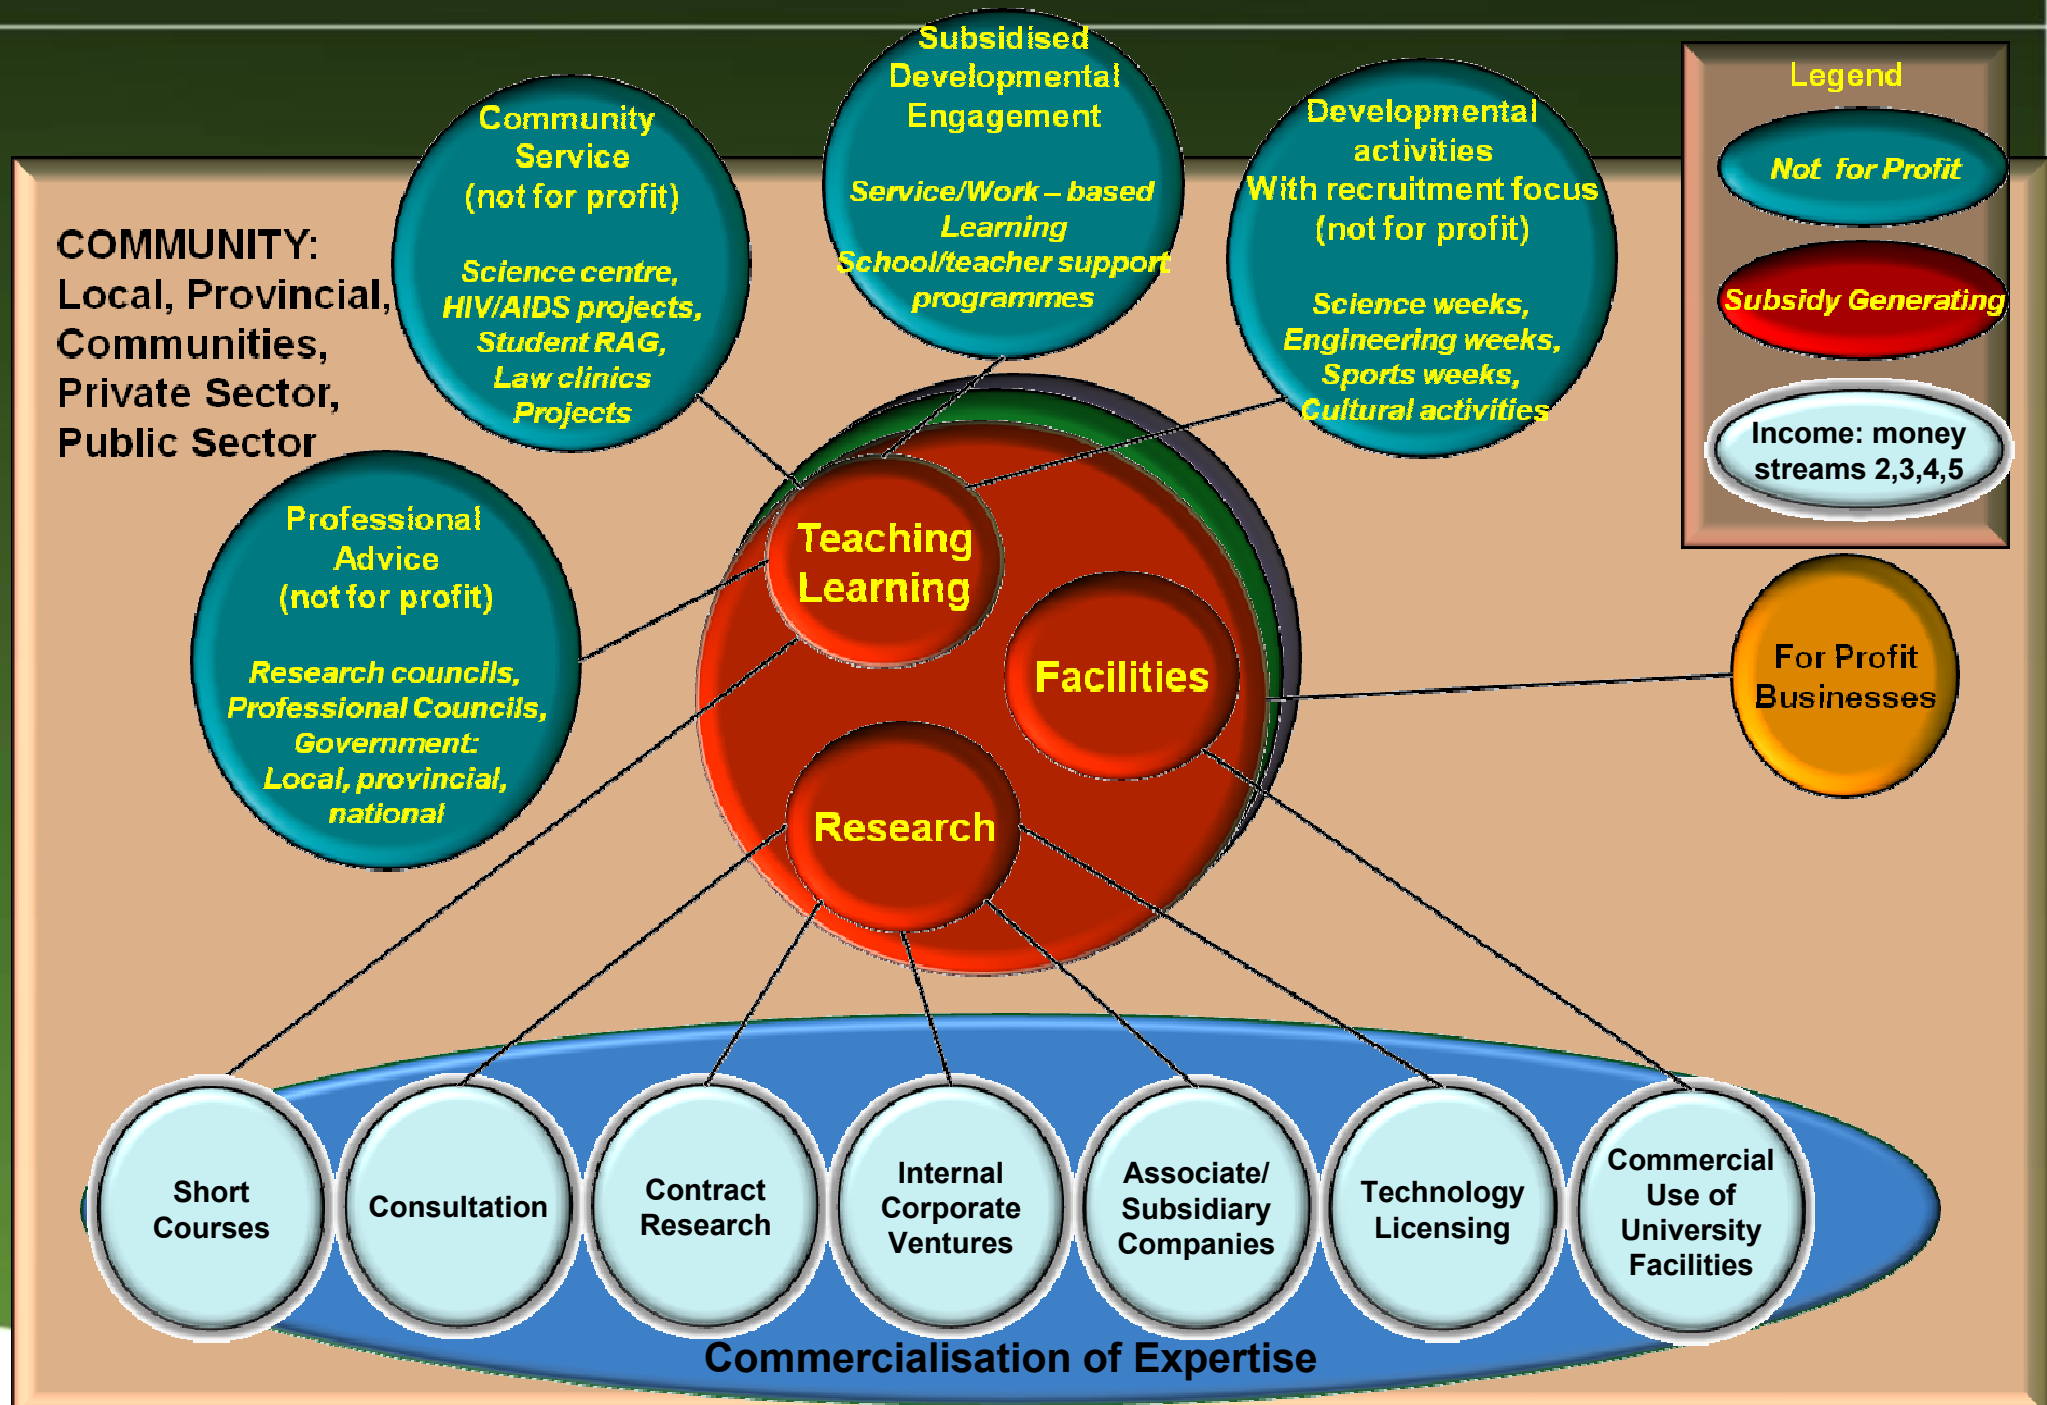 COMMUNITY:
Local, Provincial,
Communities,
Private Sector,
Public Sector
Community
Service
(not for profit)
Science centre,
HIV/AIDS projects,
Student RAG,
Law clinics
Projects
Subsidised
Developmental
Engagement
Service/Work – based
Learning
School/teacher support
programmes
Developmental
activities
With recruitment focus
(not for profit)
Science weeks,
Engineering weeks,
Sports weeks,
Cultural activities
Legend
Not for Profit
Subsidy Generating
Income: money
streams 2,3,4,5
Professional
Advice
(not for profit)
Research councils,
Professional Councils,
Government:
Local, provincial,
national
Teaching
Learning
Facilities
Research
For Profit
Businesses
Short
Courses
Consultation
Contract
Research
Internal
Corporate
Ventures
Associate/
Subsidiary
Companies
Technology
Licensing
Commercial
Use of
University
Facilities
Commercialisation of Expertise